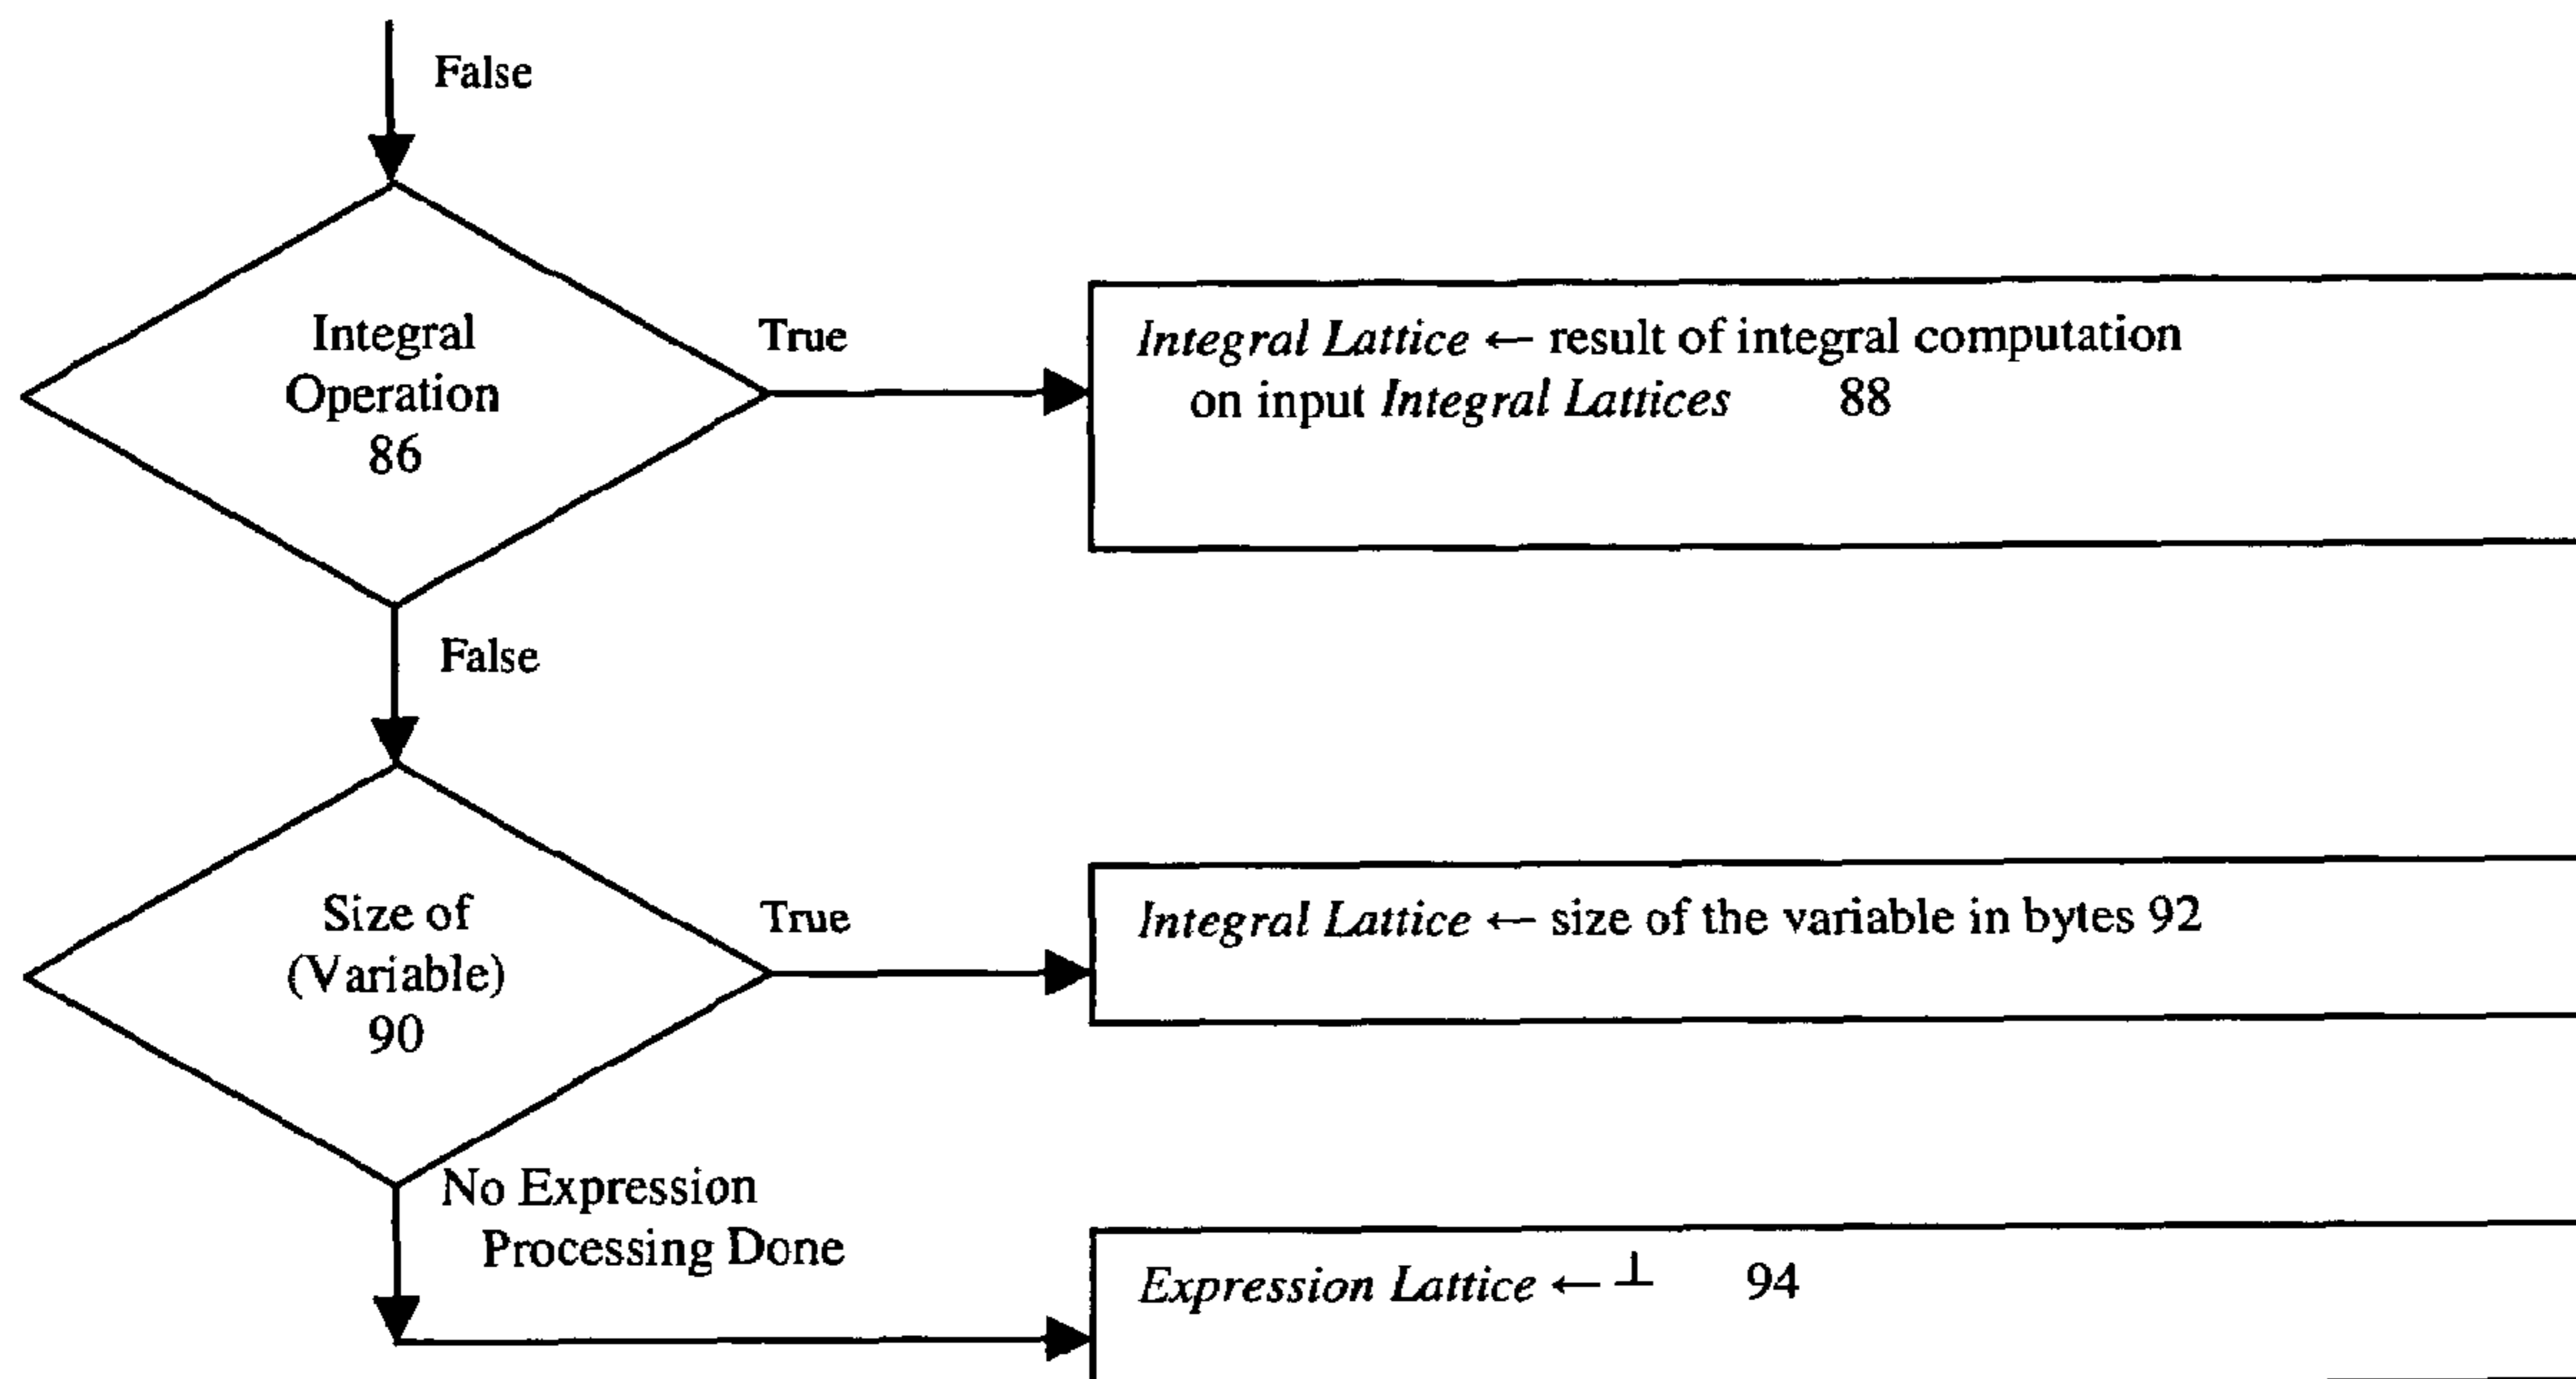 False
Integral
Operation
86
True
Integral Lattice ← result of integral computation
on input Integral Lattices 88
False
Size of
(Variable)
90
True
Integral Lattice ← size of the variable in bytes 92
No Expression
Processing Done
Expression Lattice ← ⊥ 94